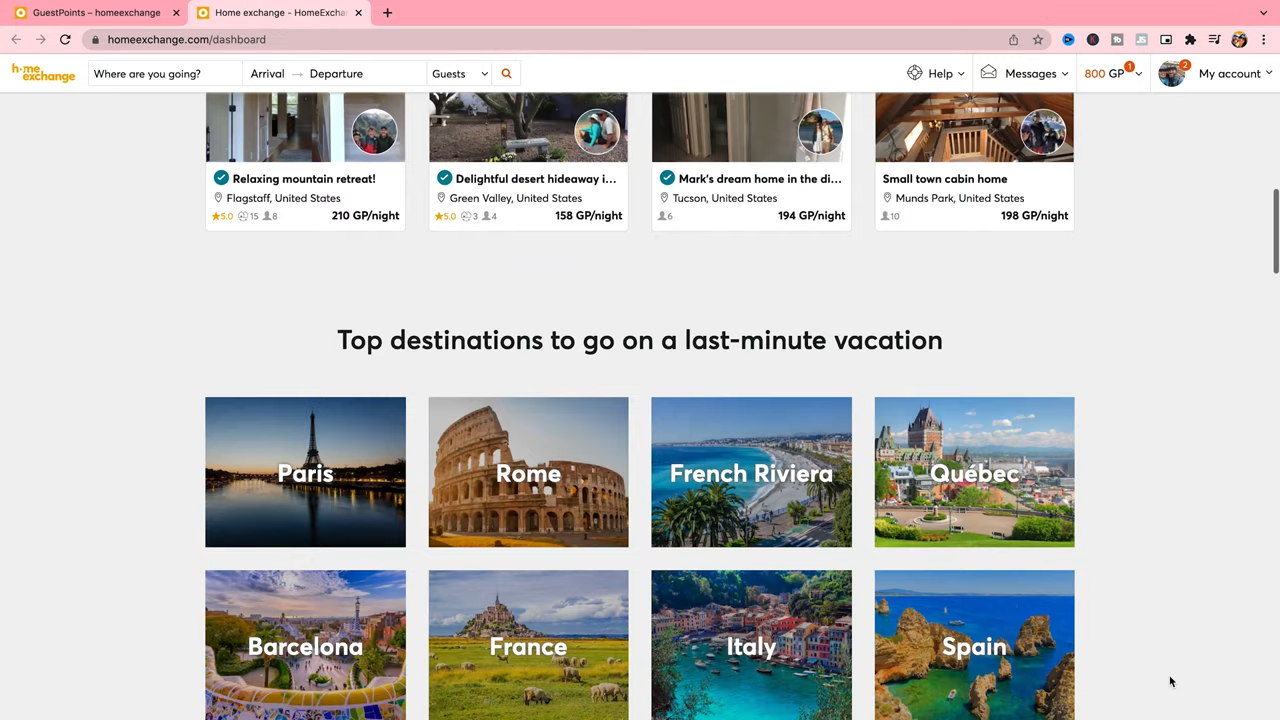 GuestPoints – homeexchange
Home exchange - HomeExcha
homeexchange.com/dashboard
h·me
exchange
Where are you going?
Arrival → Departure
Guests
Help
Messages
800 GP
1
2
My account
Relaxing mountain retreat!
Flagstaff, United States
★5.0 15 8 210 GP/night
Delightful desert hideaway i...
Green Valley, United States
★5.0 3 4 158 GP/night
Mark's dream home in the di...
Tucson, United States
6 194 GP/night
Small town cabin home
Munds Park, United States
10 198 GP/night
Top destinations to go on a last-minute vacation
Paris
Rome
French Riviera
Québec
Barcelona
France
Italy
Spain